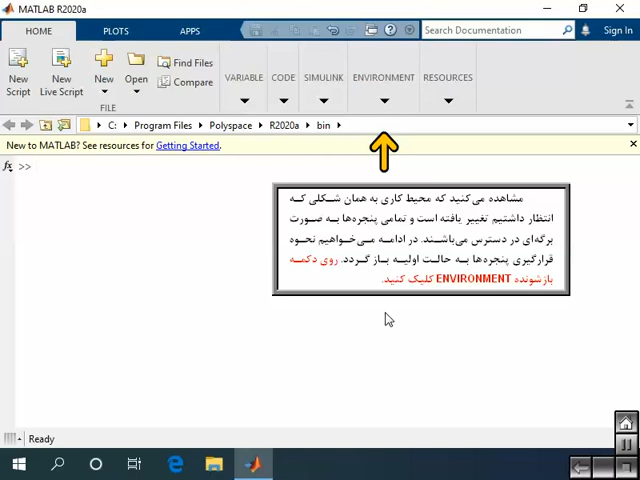 MATLAB R2020a
HOME PLOTS APPS Search Documentation Sign In
New Script
New Live Script
New
Open
Find Files
Compare
FILE
VARIABLE CODE SIMULINK ENVIRONMENT RESOURCES
C: Program Files Polyspace R2020a bin
New to MATLAB? See resources for Getting Started.
fx >>
مشاهده می‌کنید که محیط کاری به همان شکلی که
انتظار داشتیم تغییر یافته است و تمامی پنجره‌ها به صورت
برگه‌ای در دسترس می‌باشند. در ادامه می‌خواهیم نحوه
قرارگیری پنجره‌ها به حالت اولیه باز گردد. روی دکمه
بازشونده ENVIRONMENT کلیک کنید.
Ready